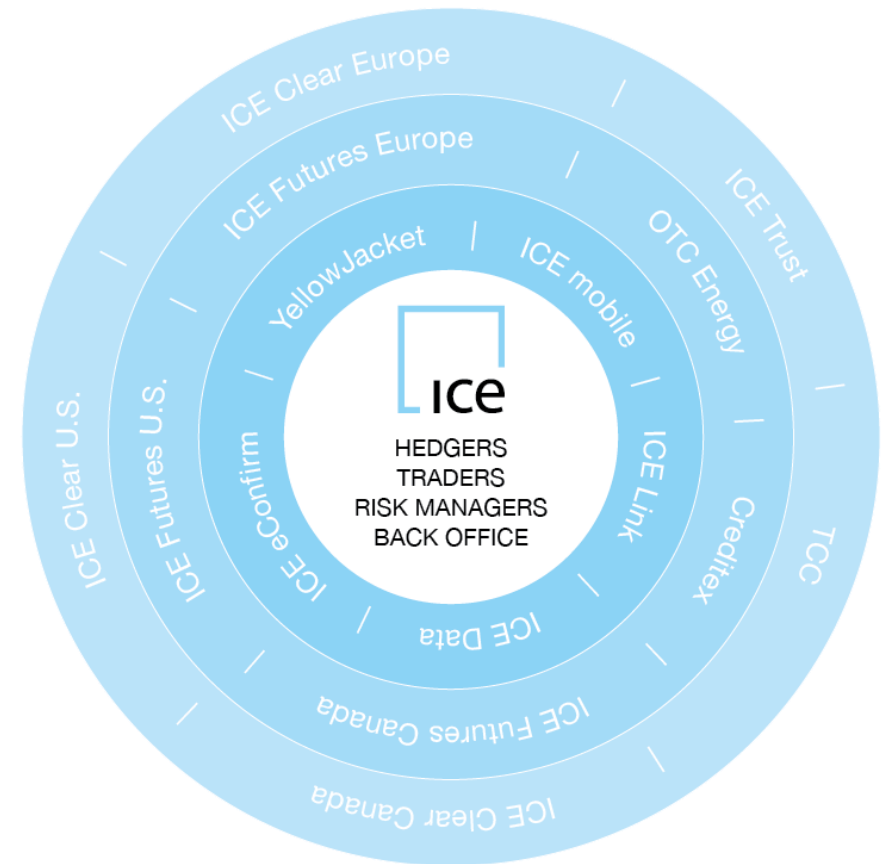 ICE Clear Europe
ICE Trust
TCC
ICE Clear Canada
ICE Clear U.S.
ICE Futures Europe
OTC Energy
Creditex
ICE Futures Canada
ICE Futures U.S.
YellowJacket
ICE mobile
ICE Link
ICE Data
ICE eConfirm
ice
HEDGERS
TRADERS
RISK MANAGERS
BACK OFFICE